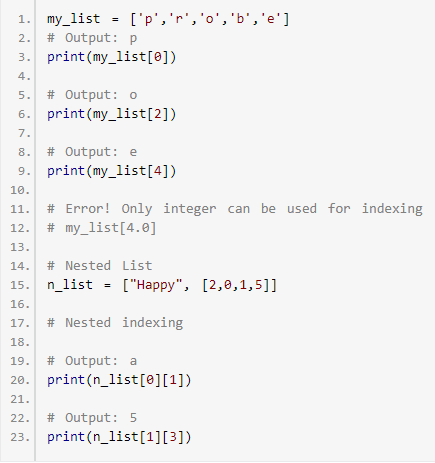 1. my_list = ['p','r','o','b','e']
2. # Output: p
3. print(my_list[0])
4.
5. # Output: o
6. print(my_list[2])
7.
8. # Output: e
9. print(my_list[4])
10.
11. # Error! Only integer can be used for indexing
12. # my_list[4.0]
13.
14. # Nested List
15. n_list = ["Happy", [2,0,1,5]]
16.
17. # Nested indexing
18.
19. # Output: a
20. print(n_list[0][1])
21.
22. # Output: 5
23. print(n_list[1][3])